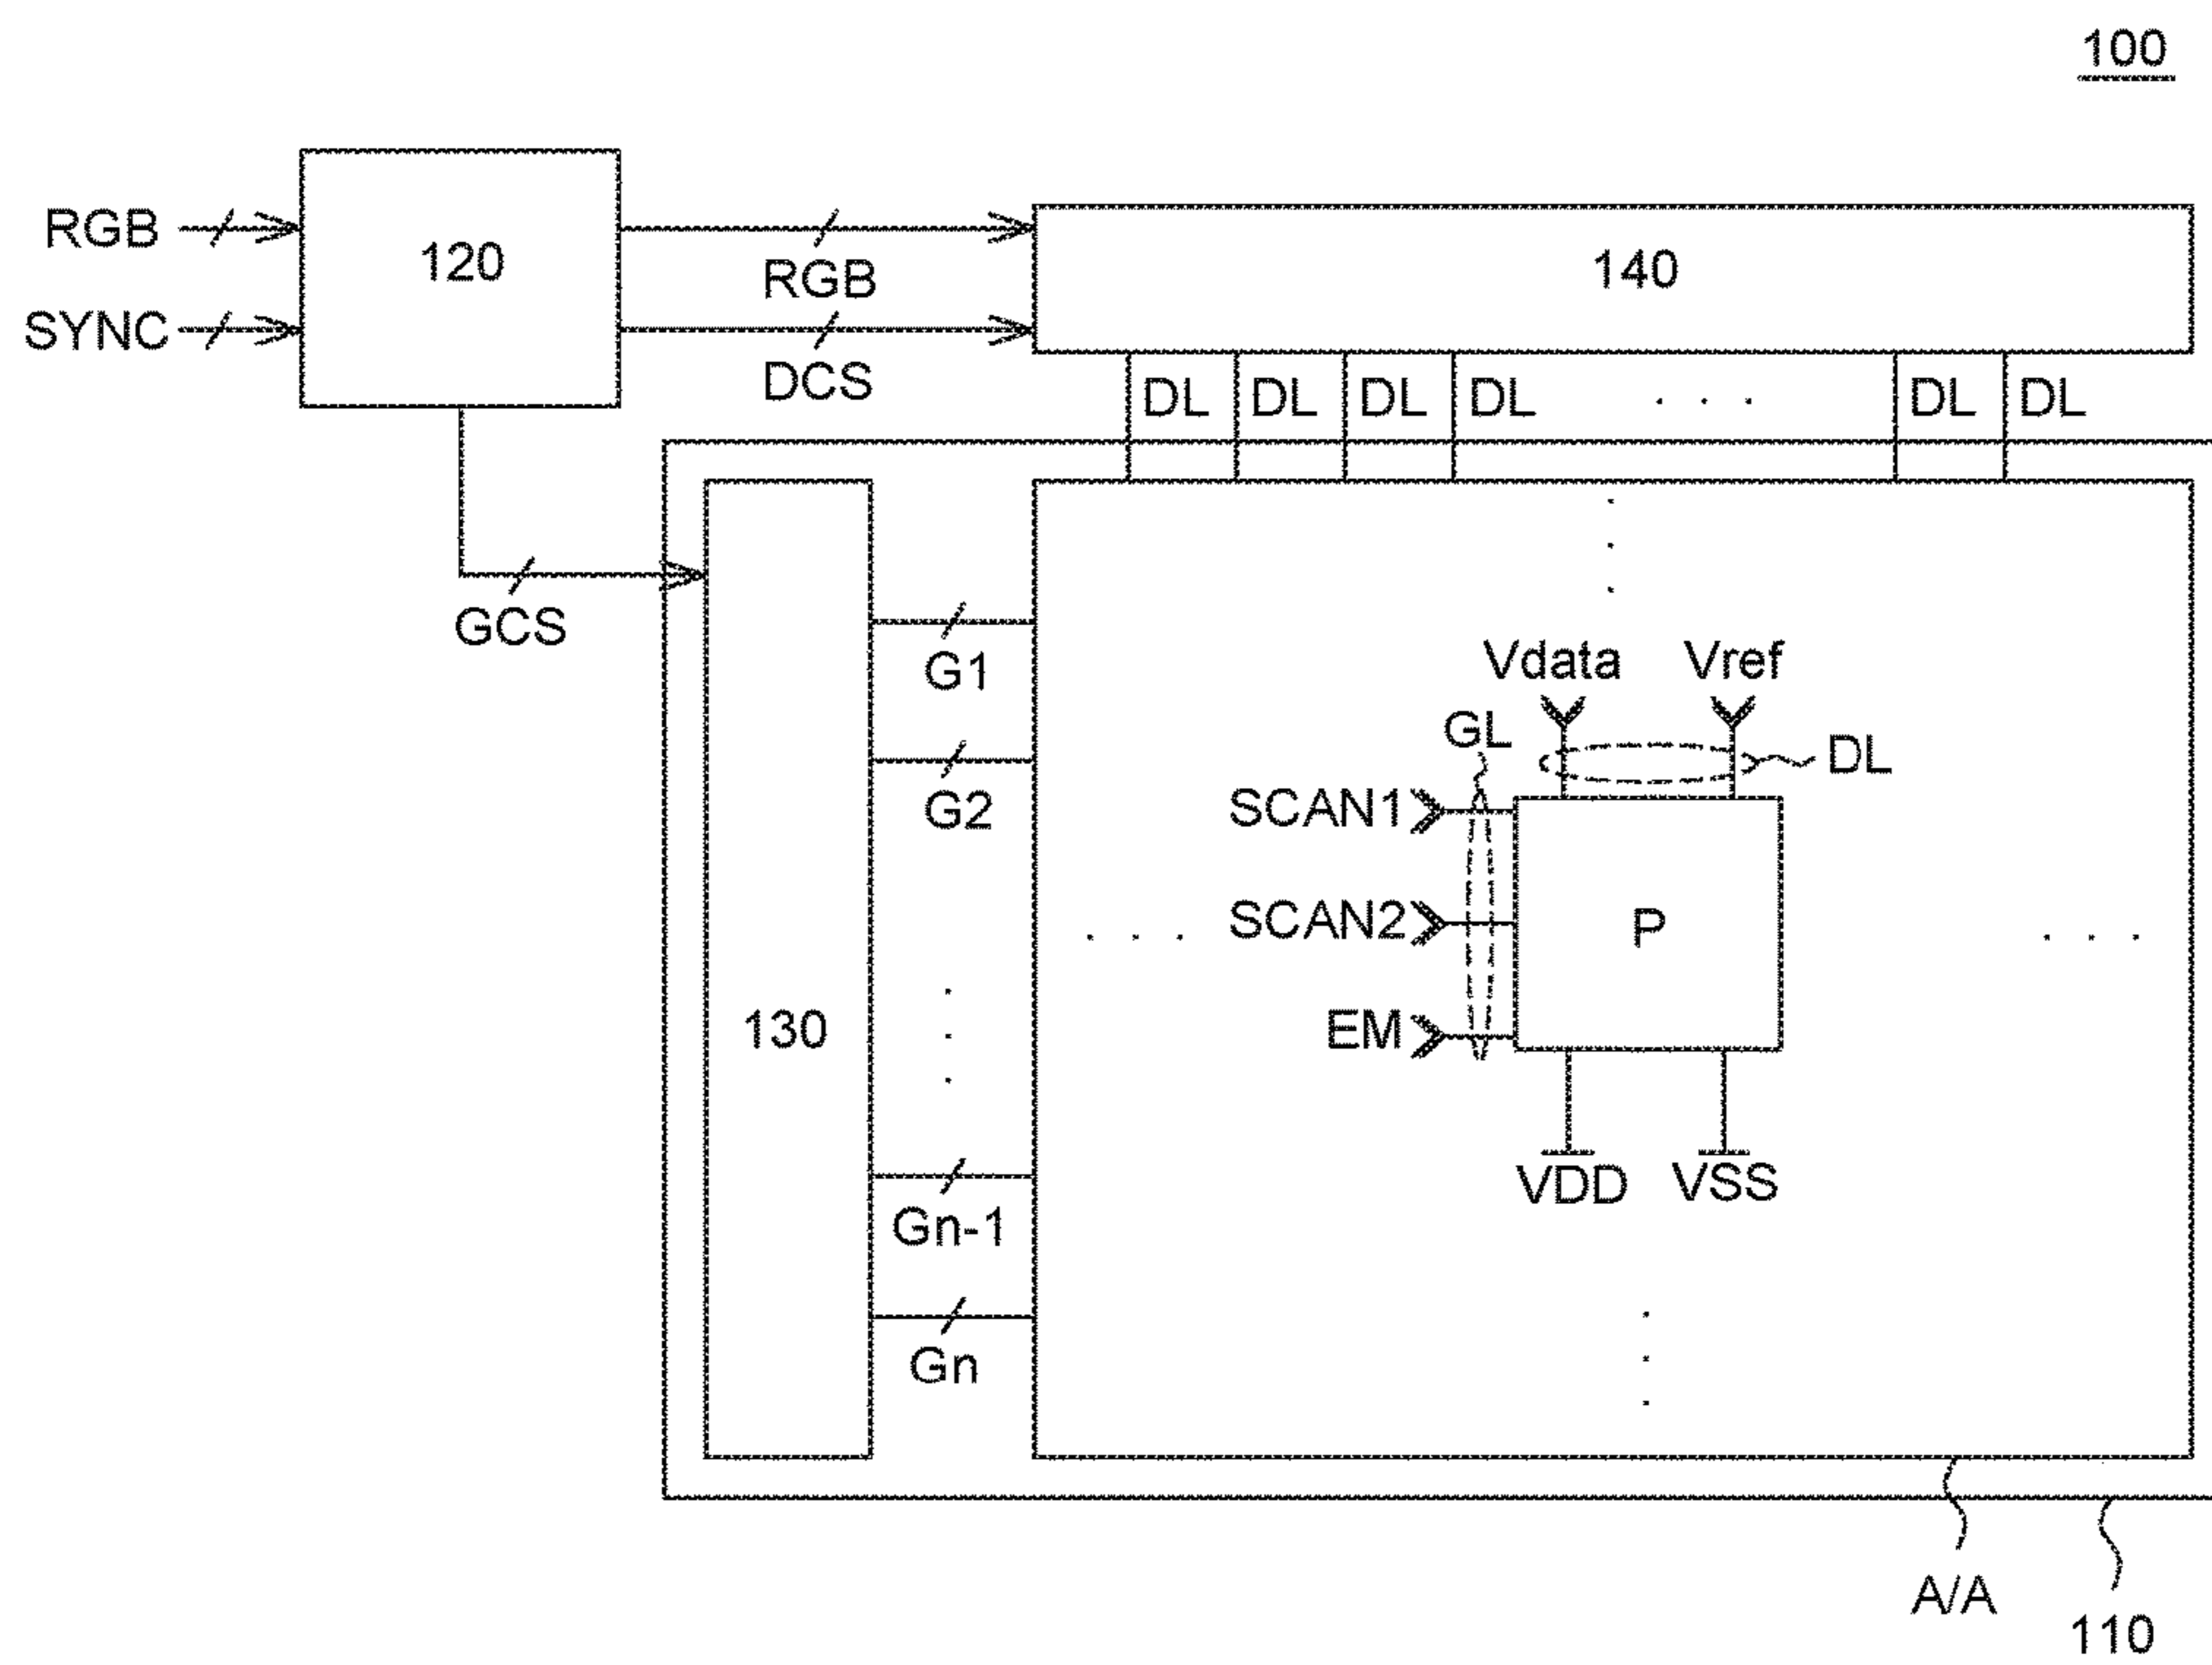 100
RGB
120
RGB
140
SYNC
DCS
DL DL DL DL . . . DL DL
GCS
G1
Vdata Vref
GL
DL
G2
SCAN1
SCAN2
P
. . .
. . .
130
EM
VDD VSS
Gn-1
Gn
A/A
110